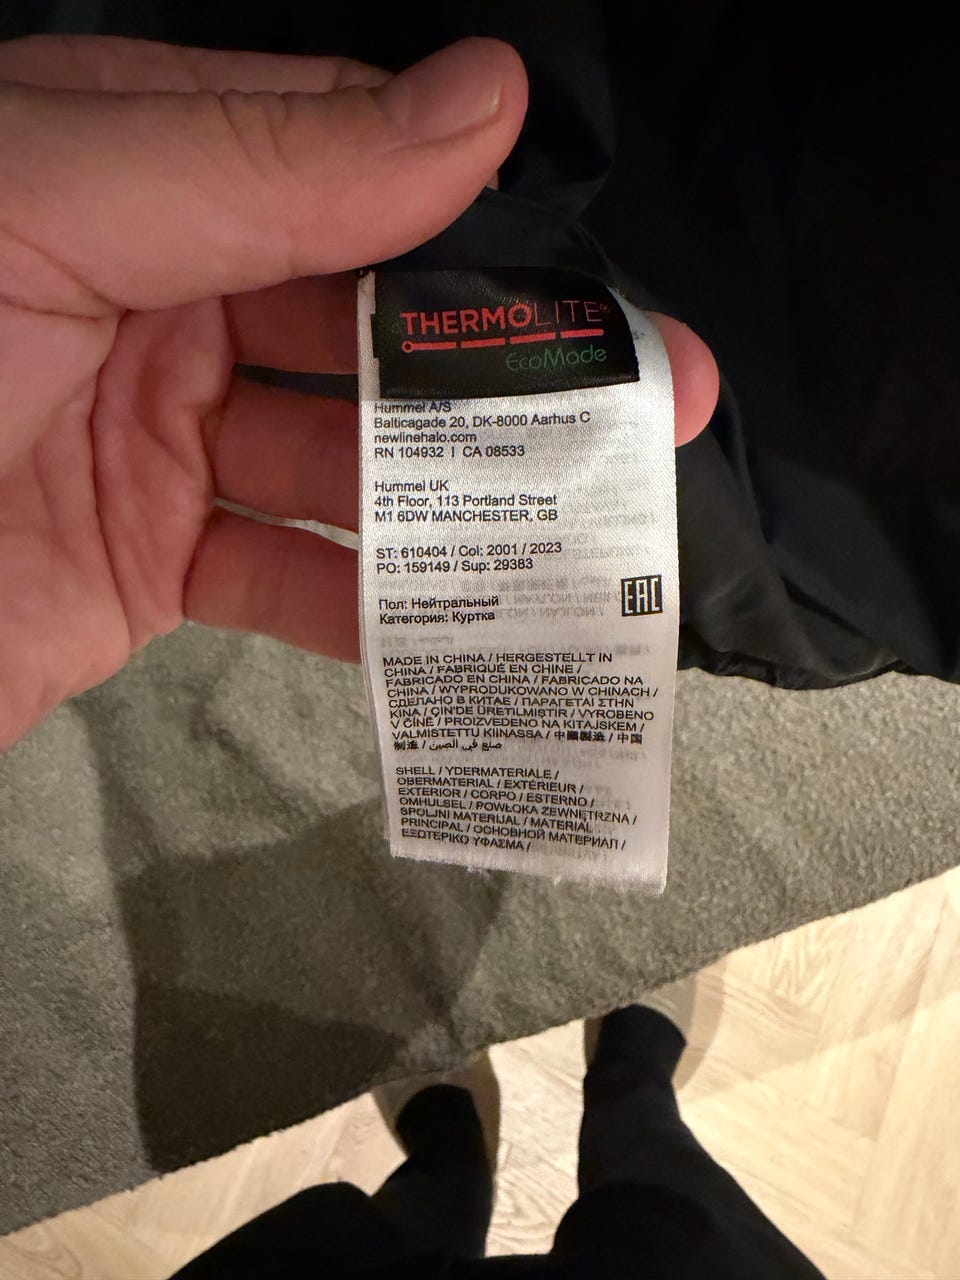 THERMOLITE®
EcoMade
Hummel A/S
Balticagade 20, DK-8000 Aarhus C
newlinehalo.com
RN 104932 I CA 08533
Hummel UK
4th Floor, 113 Portland Street
M1 6DW MANCHESTER, GB
ST: 610404 / Col: 2001 / 2023
PO: 159149 / Sup: 29383
Пол: Нейтральный
Категория: Куртка
EAC
MADE IN CHINA / HERGESTELLT IN
CHINA / FABRIQUÉ EN CHINE /
FABRICADO EN CHINA / FABRICADO NA
CHINA / WYPRODUKOWANO W CHINACH /
СДЕЛАНО В КИТАЕ / ΠΑΡΑΓΕΤΑΙ ΣΤΗΝ
ΚΙΝΑ / ÇIN'DE ÜRETILMIŞTIR / VYROBENO
V ČÍNĚ / PROIZVEDENO NA KITAJSKEM /
VALMISTETTU KIINASSA / 中國製造 / 中国
制造 / صنع في الصين
SHELL / YDERMATERIALE /
OBERMATERIAL / EXTÉRIEUR /
EXTERIOR / CORPO / ESTERNO /
OMHULSEL / POWŁOKA ZEWNĘTRZNA /
SPOLJNI MATERIJAL / MATERIAL
PRINCIPAL / ОСНОВНОЙ МАТЕРИАЛ /
ΕΞΩΤΕΡΙΚΟ ΥΦΑΣΜΑ /